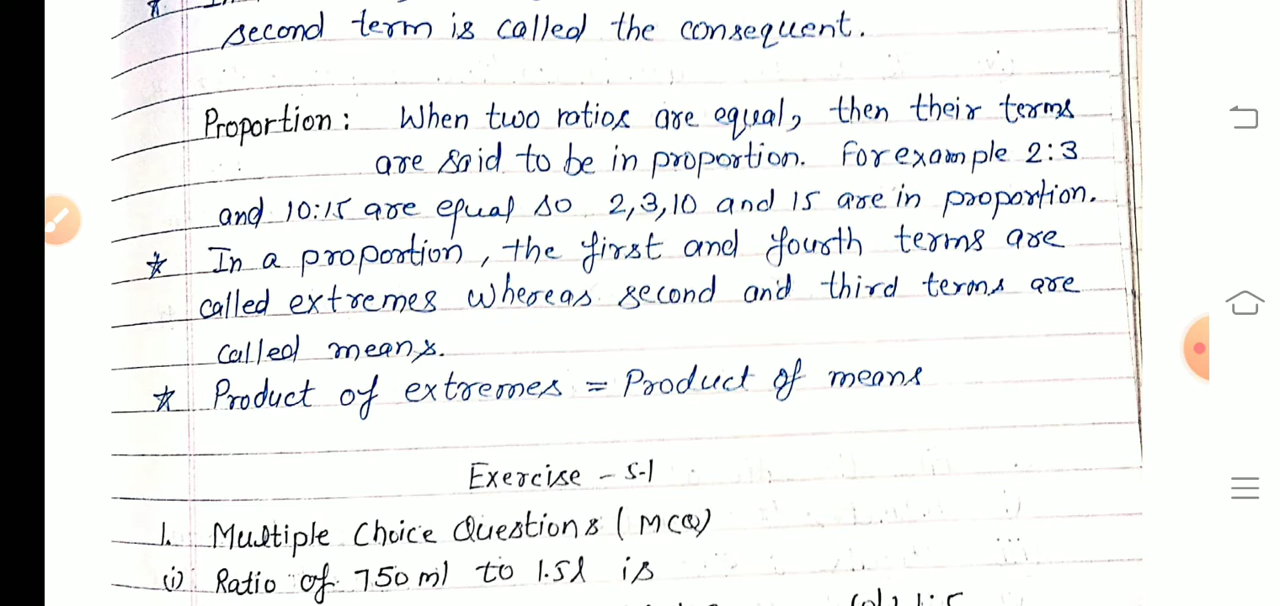 second term is called the consequent.
Proportion: When two ratios are equal, then their terms
are said to be in proportion. For example 2:3
and 10:15 are equal so 2,3,10 and 15 are in proportion.
* In a proportion, the first and fourth terms are
called extremes whereas second and third terms are
called means.
* Product of extremes = Product of means
Exercise - 5.1
1. Multiple Choice Questions (MCQ)
(i) Ratio of 750 ml to 1.5l is